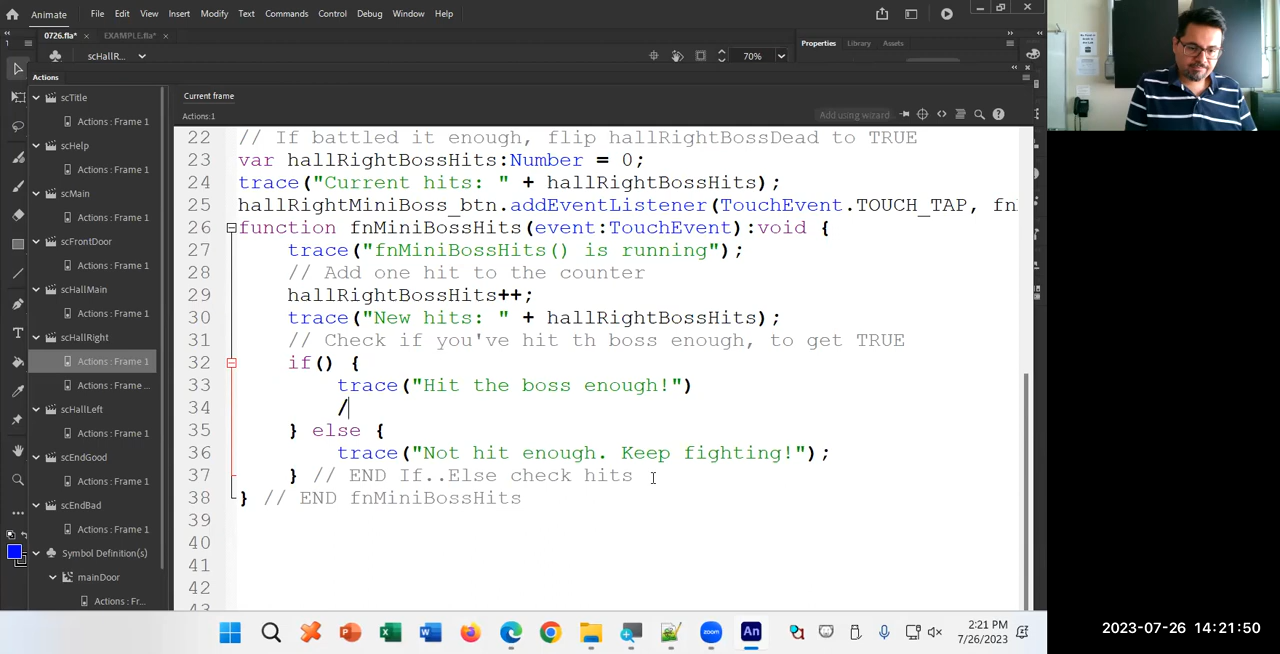 Animate File Edit View Insert Modify Text Commands Control Debug Window Help
0726.fla* × EXAMPLE.fla* ×
scHallR... 70% Properties Library Assets
Actions
Current frame
Actions:1
Add using wizard
scTitle
Actions : Frame 1
scHelp
Actions : Frame 1
scMain
Actions : Frame 1
scFrontDoor
Actions : Frame 1
scHallMain
Actions : Frame 1
scHallRight
Actions : Frame 1
Actions : Frame ...
scHallLeft
Actions : Frame 1
scEndGood
Actions : Frame 1
scEndBad
Actions : Frame 1
Symbol Definition(s)
mainDoor
Actions : Fr...
22 // If battled it enough, flip hallRightBossDead to TRUE
23 var hallRightBossHits:Number = 0;
24 trace("Current hits: " + hallRightBossHits);
25 hallRightMiniBoss_btn.addEventListener(TouchEvent.TOUCH_TAP, fn
26 function fnMiniBossHits(event:TouchEvent):void {
27 trace("fnMiniBossHits() is running");
28 // Add one hit to the counter
29 hallRightBossHits++;
30 trace("New hits: " + hallRightBossHits);
31 // Check if you've hit th boss enough, to get TRUE
32 if() {
33 trace("Hit the boss enough!")
34 /
35 } else {
36 trace("Not hit enough. Keep fighting!");
37 } // END If..Else check hits
38 } // END fnMiniBossHits
39
40
41
42
43
2:21 PM
7/26/2023
2023-07-26 14:21:50